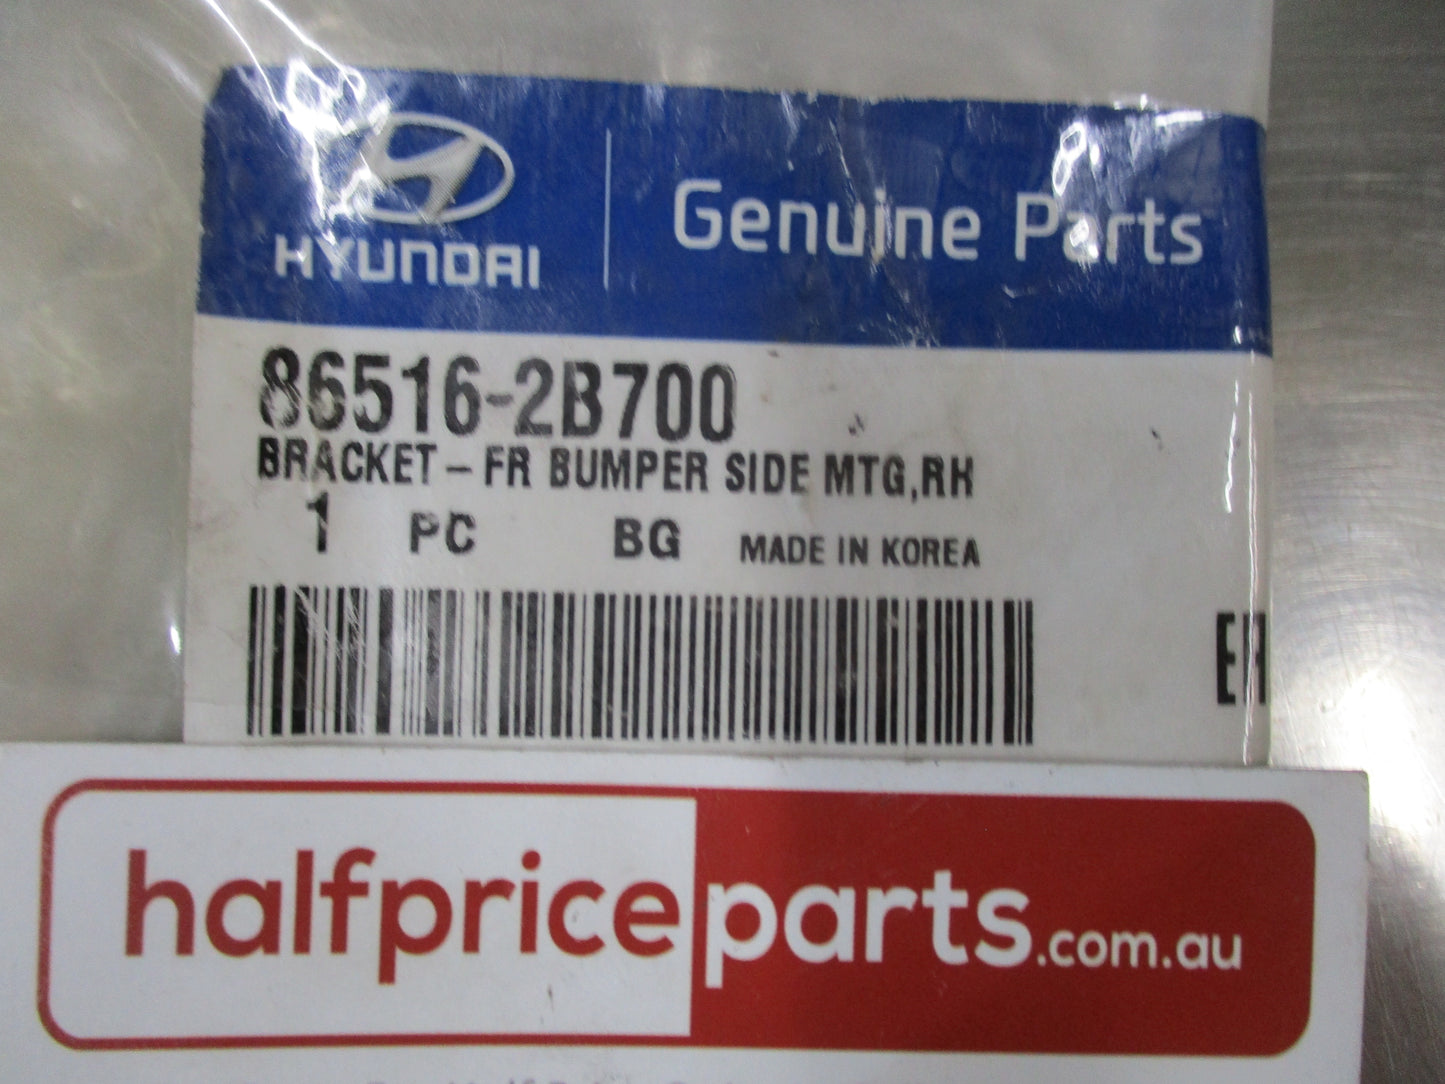 HYUNDAI
Genuine Parts
86516-2B700
BRACKET-FR BUMPER SIDE MTG,RH
1 PC BG MADE IN KOREA
halfpriceparts.com.au